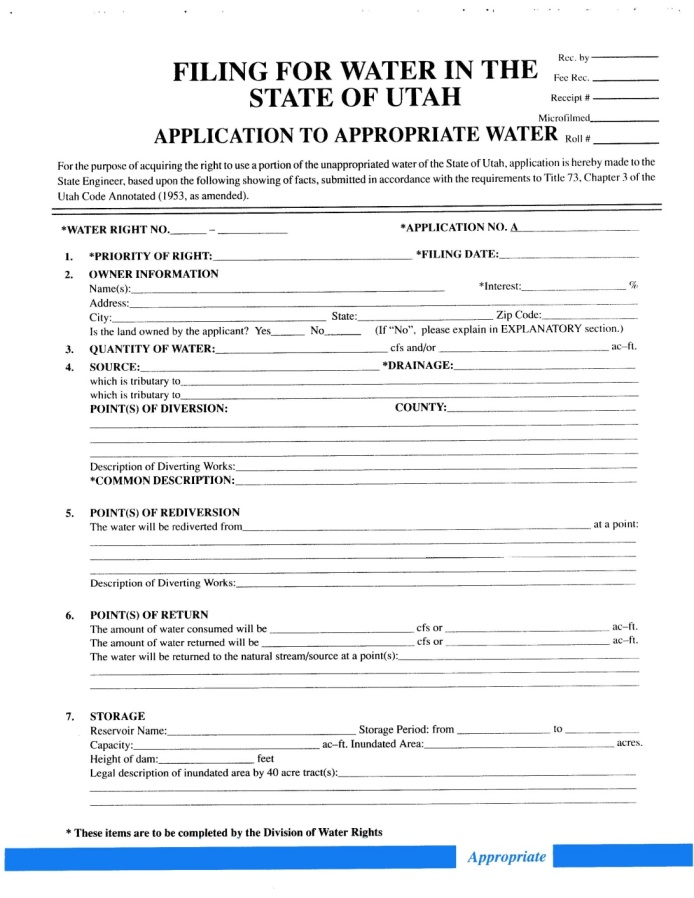 FILING FOR WATER IN THE
STATE OF UTAH
APPLICATION TO APPROPRIATE WATER
Rec. by
Fee Rec.
Receipt #
Microfilmed
Roll #
For the purpose of acquiring the right to use a portion of the unappropriated water of the State of Utah, application is hereby made to the
State Engineer, based upon the following showing of facts, submitted in accordance with the requirements to Title 73, Chapter 3 of the
Utah Code Annotated (1953, as amended).
*WATER RIGHT NO.______ – ____________ *APPLICATION NO. A____________
1. *PRIORITY OF RIGHT:____________ *FILING DATE:____________
2. OWNER INFORMATION
Name(s):____________ *Interest:____________ %
Address:____________
City:____________ State:____________ Zip Code:____________
Is the land owned by the applicant? Yes______ No______ (If “No”, please explain in EXPLANATORY section.)
3. QUANTITY OF WATER:____________ cfs and/or ____________ ac–ft.
4. SOURCE:____________ *DRAINAGE:____________
which is tributary to____________
which is tributary to____________
POINT(S) OF DIVERSION: COUNTY:____________
Description of Diverting Works:____________
*COMMON DESCRIPTION:____________
5. POINT(S) OF REDIVERSION
The water will be rediverted from____________ at a point:
Description of Diverting Works:____________
6. POINT(S) OF RETURN
The amount of water consumed will be ____________ cfs or ____________ ac–ft.
The amount of water returned will be ____________ cfs or ____________ ac–ft.
The water will be returned to the natural stream/source at a point(s):____________
7. STORAGE
Reservoir Name:____________ Storage Period: from ____________ to ____________
Capacity:____________ ac–ft. Inundated Area:____________ acres.
Height of dam:____________ feet
Legal description of inundated area by 40 acre tract(s):____________
* These items are to be completed by the Division of Water Rights
Appropriate